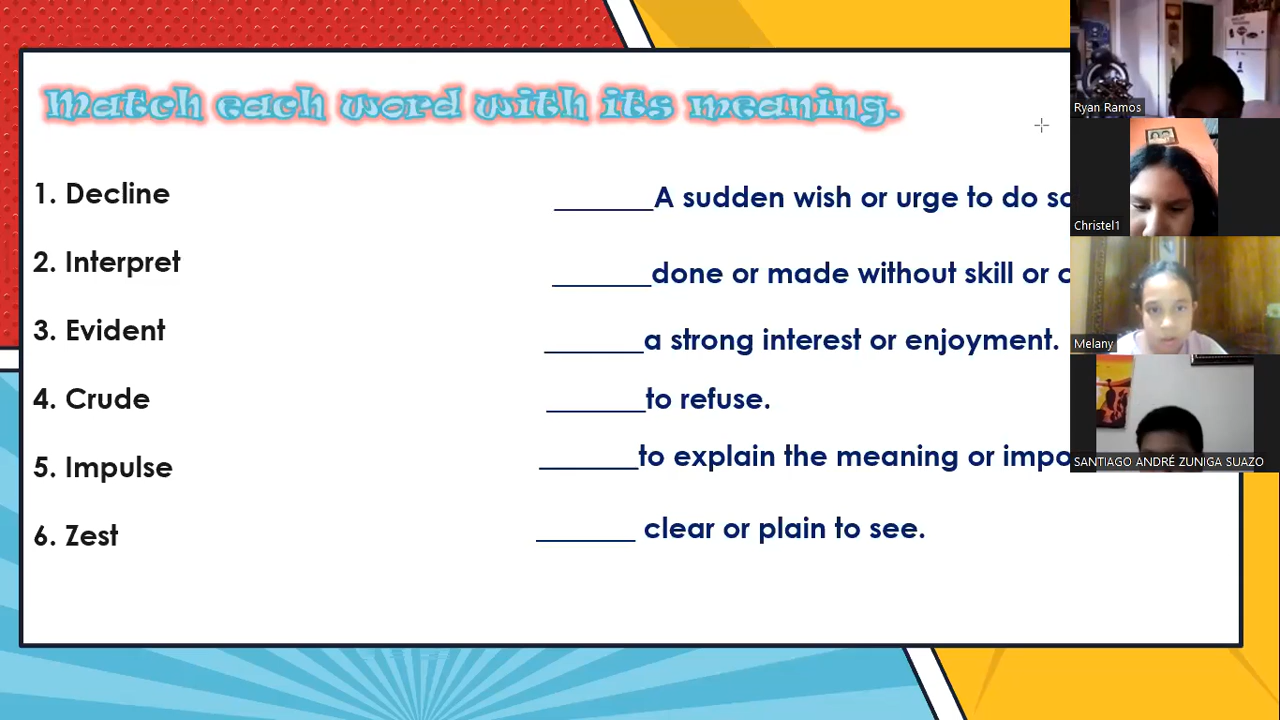 Match each word with its meaning.
1. Decline
_______A sudden wish or urge to do
2. Interpret
_______done or made without skill or
3. Evident
_______a strong interest or enjoyment.
4. Crude
_______to refuse.
5. Impulse
_______to explain the meaning or
6. Zest
_______ clear or plain to see.
Ryan Ramos
Christel1
Melany
SANTIAGO ANDRÉ ZUNIGA SUAZO